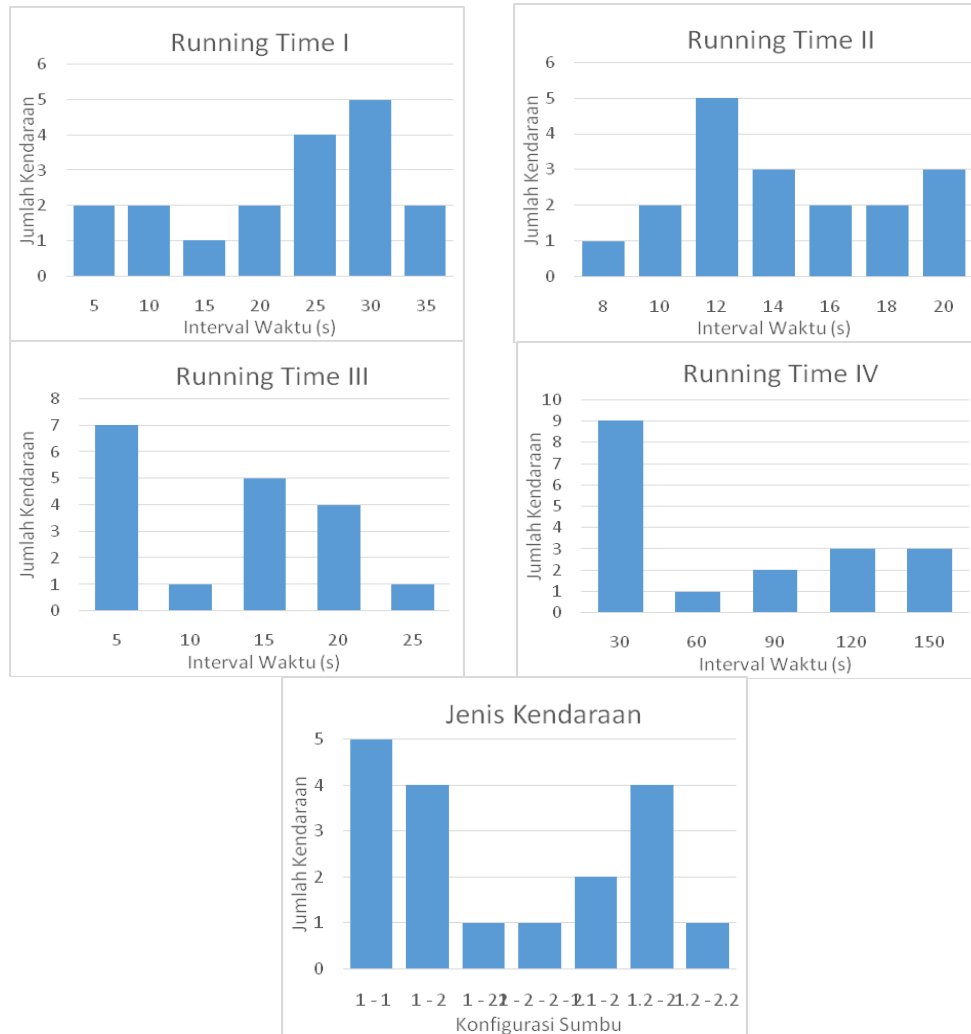 Running Time I
Jumlah Kendaraan
6
5
4
3
2
1
0
5 10 15 20 25 30 35
Interval Waktu (s)
Running Time II
Jumlah Kendaraan
6
5
4
3
2
1
0
8 10 12 14 16 18 20
Interval Waktu (s)
Running Time III
Jumlah Kendaraan
8
7
6
5
4
3
2
1
0
5 10 15 20 25
Interval Waktu (s)
Running Time IV
Jumlah Kendaraan
10
9
8
7
6
5
4
3
2
1
0
30 60 90 120 150
Interval Waktu (s)
Jenis Kendaraan
Jumlah Kendaraan
5
4
3
2
1
0
1 - 1 1 - 2 1.2 - 2.2
Konfigurasi Sumbu